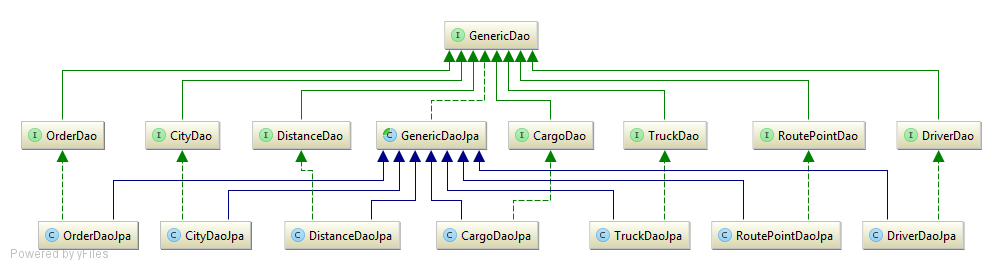 I GenericDao
I OrderDao
I CityDao
I DistanceDao
C GenericDaoJpa
I CargoDao
I TruckDao
I RoutePointDao
I DriverDao
C OrderDaoJpa
C CityDaoJpa
C DistanceDaoJpa
C CargoDaoJpa
C TruckDaoJpa
C RoutePointDaoJpa
C DriverDaoJpa
Powered by yFiles